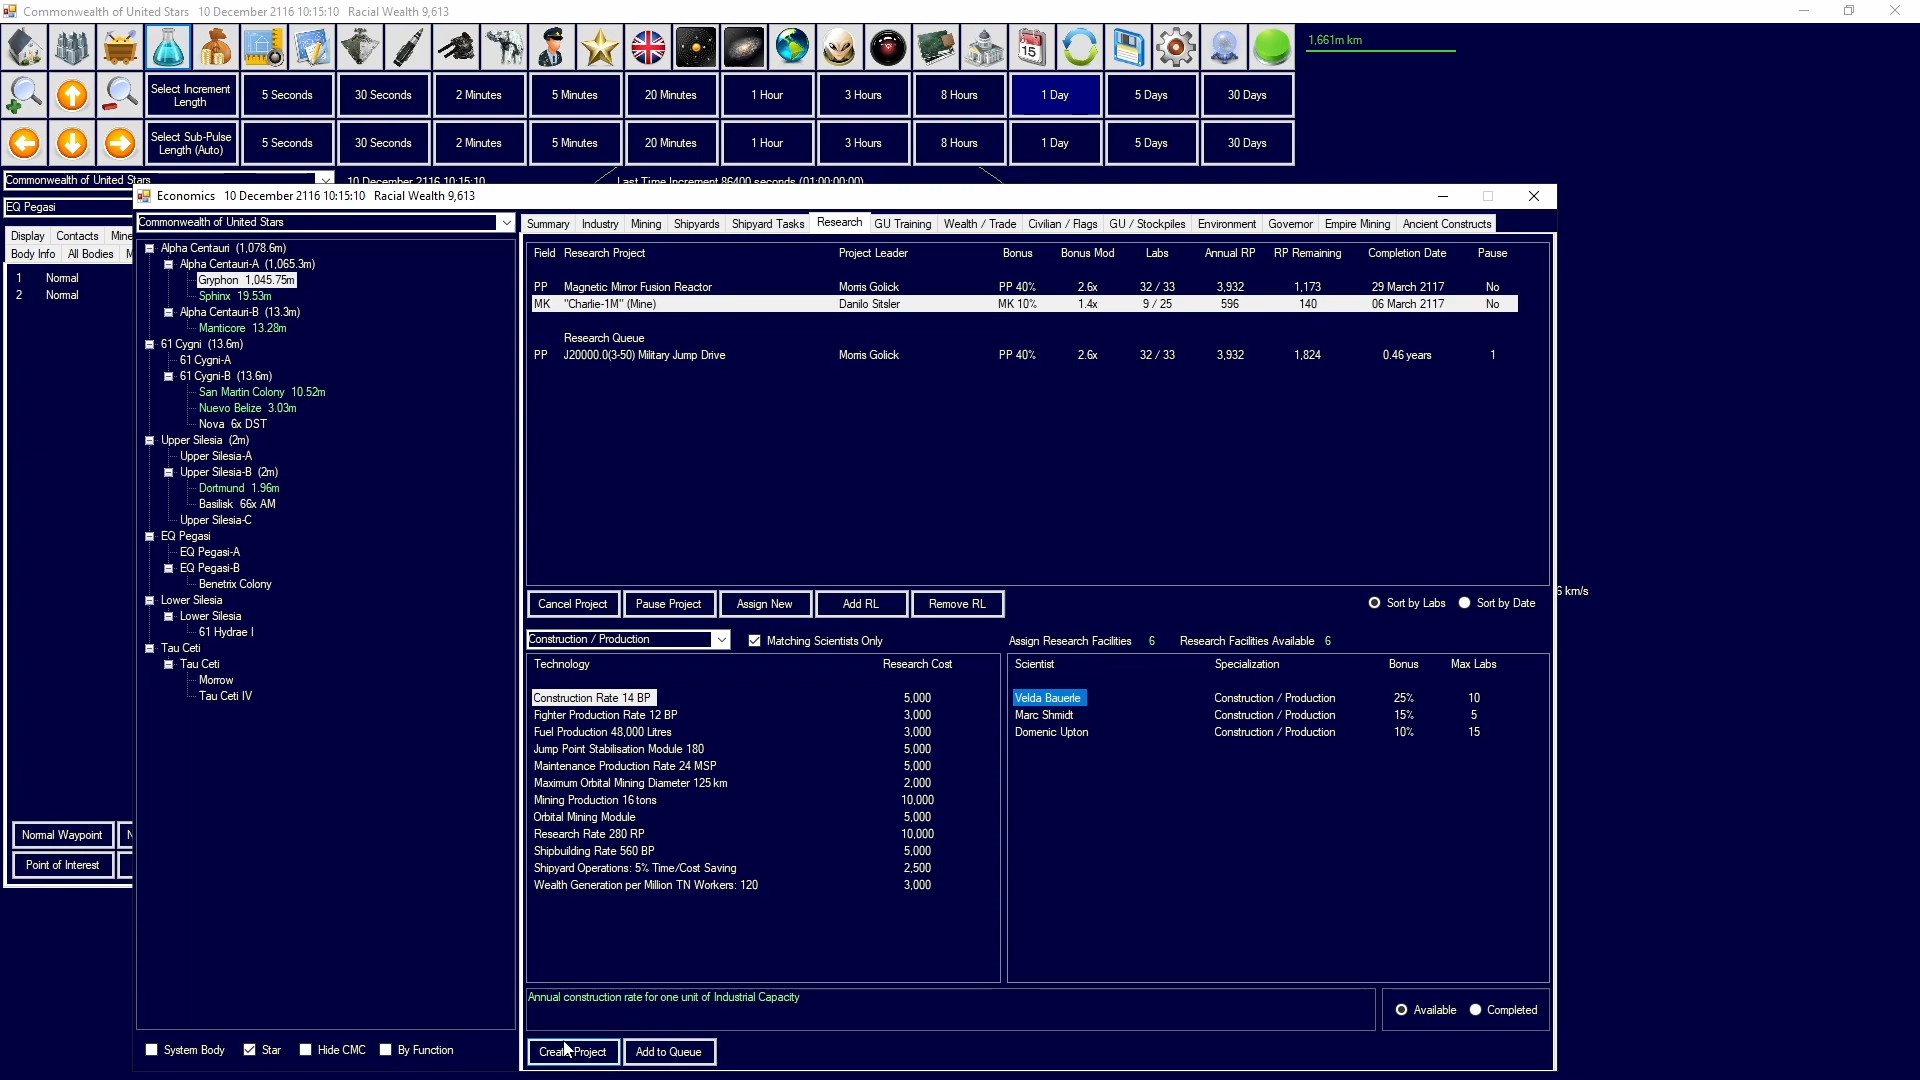 Commonwealth of United Stars 10 December 2116 10:15:10 Racial Wealth 9,613
1,661m km
Select Increment Length 5 Seconds 30 Seconds 2 Minutes 5 Minutes 20 Minutes 1 Hour 3 Hours 8 Hours 1 Day 5 Days 30 Days
Select Sub-Pulse Length (Auto) 5 Seconds 30 Seconds 2 Minutes 5 Minutes 20 Minutes 1 Hour 3 Hours 8 Hours 1 Day 5 Days 30 Days
Commonwealth of United Stars 10 December 2116 10:15:10 Last Time Increment 86400 seconds (01:00:00:00)
EQ Pegasi
Display Contacts Mine
Body Info All Bodies M
1 Normal
2 Normal
Normal Waypoint N
Point of Interest
6 km/s
Economics 10 December 2116 10:15:10 Racial Wealth 9,613
Commonwealth of United Stars
Alpha Centauri (1,078.6m)
Alpha Centauri-A (1,065.3m)
Gryphon 1,045.75m
Sphinx 19.53m
Alpha Centauri-B (13.3m)
Manticore 13.28m
61 Cygni (13.6m)
61 Cygni-A
61 Cygni-B (13.6m)
San Martin Colony 10.52m
Nuevo Belize 3.03m
Nova 6x DST
Upper Silesia (2m)
Upper Silesia-A
Upper Silesia-B (2m)
Dortmund 1.96m
Basilisk 66x AM
Upper Silesia-C
EQ Pegasi
EQ Pegasi-A
EQ Pegasi-B
Benetrix Colony
Lower Silesia
Lower Silesia
61 Hydrae I
Tau Ceti
Tau Ceti
Morrow
Tau Ceti IV
System Body Star Hide CMC By Function
Summary Industry Mining Shipyards Shipyard Tasks Research GU Training Wealth / Trade Civilian / Flags GU / Stockpiles Environment Governor Empire Mining Ancient Constructs
Field Research Project Project Leader Bonus Bonus Mod Labs Annual RP RP Remaining Completion Date Pause
PP Magnetic Mirror Fusion Reactor Morris Golick PP 40% 2.6x 32 / 33 3,932 1,173 29 March 2117 No
MK "Charlie-1M" (Mine) Danilo Sitsler MK 10% 1.4x 9 / 25 596 140 06 March 2117 No
Research Queue
PP J20000.0(3-50) Military Jump Drive Morris Golick PP 40% 2.6x 32 / 33 3,932 1,824 0.46 years 1
Cancel Project Pause Project Assign New Add RL Remove RL Sort by Labs Sort by Date
Construction / Production Matching Scientists Only Assign Research Facilities 6 Research Facilities Available 6
Technology Research Cost
Construction Rate 14 BP 5,000
Fighter Production Rate 12 BP 3,000
Fuel Production 48,000 Litres 3,000
Jump Point Stabilisation Module 180 5,000
Maintenance Production Rate 24 MSP 5,000
Maximum Orbital Mining Diameter 125 km 2,000
Mining Production 16 tons 10,000
Orbital Mining Module 5,000
Research Rate 280 RP 10,000
Shipbuilding Rate 560 BP 5,000
Shipyard Operations: 5% Time/Cost Saving 2,500
Wealth Generation per Million TN Workers: 120 3,000
Scientist Specialization Bonus Max Labs
Velda Bauerle Construction / Production 25% 10
Marc Shmidt Construction / Production 15% 5
Domenic Upton Construction / Production 10% 15
Annual construction rate for one unit of Industrial Capacity
Available Completed
Create Project Add to Queue